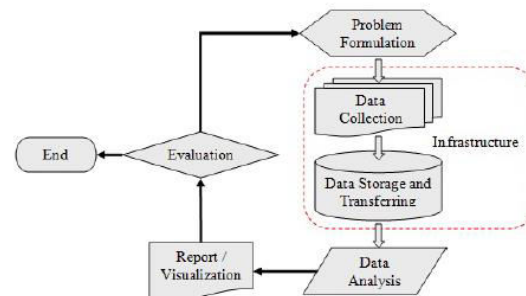 Problem
Formulation
Data
Collection
Infrastructure
Data Storage and
Transferring
Data
Analysis
Report /
Visualization
Evaluation
End